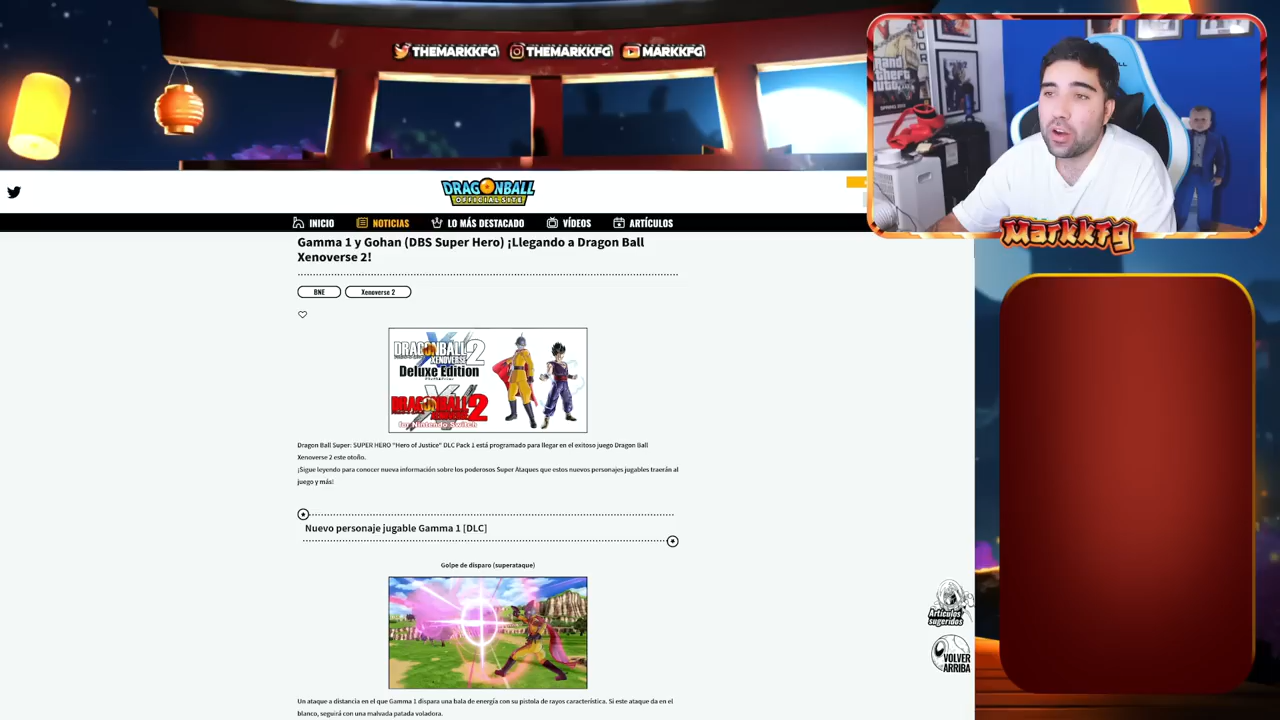 THEMARKKFG
THEMARKKFG
MARKKFG
DRAGONBALL
OFFICIAL SITE
INICIO
NOTICIAS
LO MÁS DESTACADO
VÍDEOS
ARTÍCULOS
MarkkFG
Gamma 1 y Gohan (DBS Super Hero) ¡Llegando a Dragon Ball
Xenoverse 2!
BNE
Xenoverse 2
DRAGONBALL
XENOVERSE 2
Deluxe Edition
DRAGONBALL
XENOVERSE 2
for Nintendo Switch
Dragon Ball Super: SUPER HERO "Hero of Justice" DLC Pack 1 está programado para llegar en el exitoso juego Dragon Ball
Xenoverse 2 este otoño.
¡Sigue leyendo para conocer nueva información sobre los poderosos Super Ataques que estos nuevos personajes jugables traerán al
juego y más!
Nuevo personaje jugable Gamma 1 [DLC]
Golpe de disparo (superataque)
Artículos
sugeridos
VOLVER
ARRIBA
Un ataque a distancia en el que Gamma 1 dispara una bala de energía con su pistola de rayos característica. Si este ataque da en el
blanco, seguirá con una malvada patada voladora.